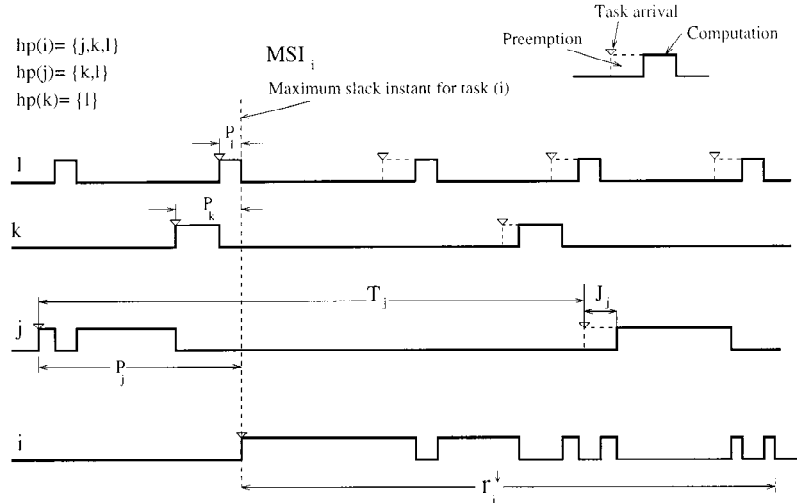 Task arrival
hp(i)= {j,k,l}
MSI i
Preemption
Computation
hp(j)= {k,l}
hp(k)= {l}
Maximum slack instant for task (i)
P l
l
P k
k
T j
J j
j
P j
i
r i ↓